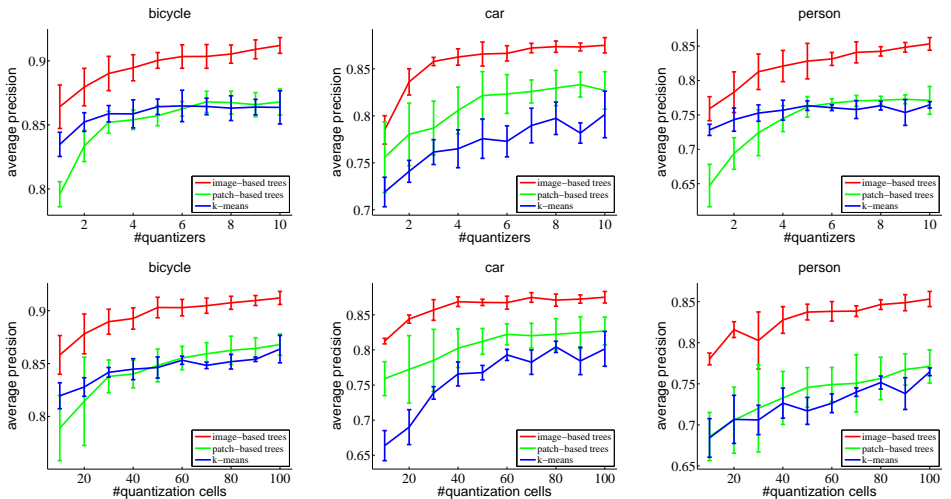 bicycle
average precision
0.9
0.85
0.8
2 4 6 8 10
#quantizers
image−based trees
patch−based trees
k−means
car
average precision
0.85
0.8
0.75
0.7
2 4 6 8 10
#quantizers
image−based trees
patch−based trees
k−means
person
average precision
0.85
0.8
0.75
0.65
2 4 6 8 10
#quantizers
image−based trees
patch−based trees
k−means
bicycle
average precision
0.9
0.85
0.8
20 40 60 80 100
#quantization cells
image−based trees
patch−based trees
k−means
car
average precision
0.85
0.8
0.75
0.7
0.65
20 40 60 80 100
#quantization cells
image−based trees
patch−based trees
k−means
person
average precision
0.85
0.75
0.65
20 40 60 80 100
#quantization cells
image−based trees
patch−based trees
k−means